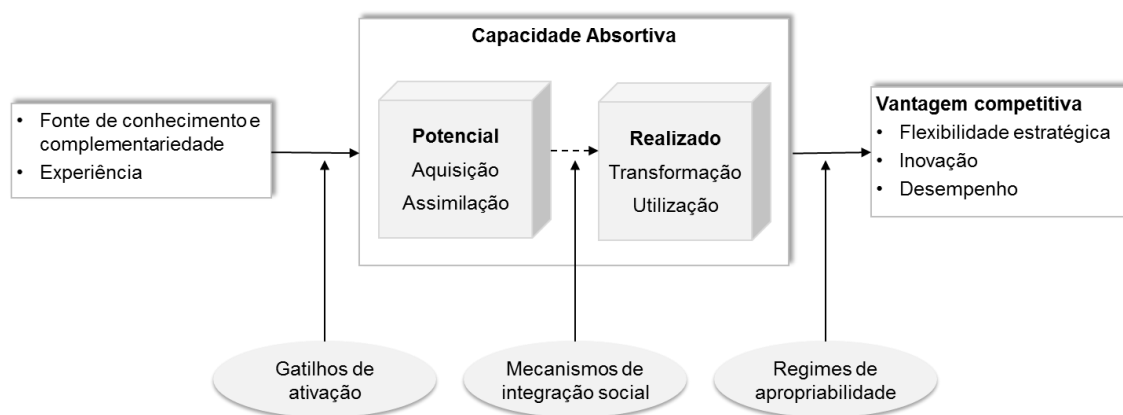 Capacidade Absortiva
• Fonte de conhecimento e
complementariedade
• Experiência
Potencial
Aquisição
Assimilação
Realizado
Transformação
Utilização
Vantagem competitiva
• Flexibilidade estratégica
• Inovação
• Desempenho
Gatilhos de
ativação
Mecanismos de
integração social
Regimes de
apropriabilidade